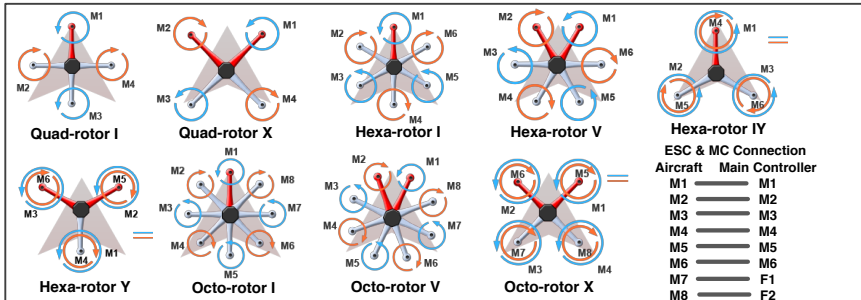 M1
M2
M4
M3
Quad-rotor I
M2
M1
M3
M4
Quad-rotor X
M1
M2
M6
M3
M5
M4
Hexa-rotor I
M2
M1
M3
M6
M4
M5
Hexa-rotor V
M4
M1
M2
M3
M5
M6
Hexa-rotor IY
M6
M5
M3
M2
M4
M1
Hexa-rotor Y
M1
M2
M8
M3
M7
M4
M6
M5
Octo-rotor I
M2
M1
M3
M8
M4
M7
M5
M6
Octo-rotor V
M6
M5
M2
M1
M7
M8
M3
M4
Octo-rotor X
ESC & MC Connection
Aircraft Main Controller
M1 M1
M2 M2
M3 M3
M4 M4
M5 M5
M6 M6
M7 F1
M8 F2